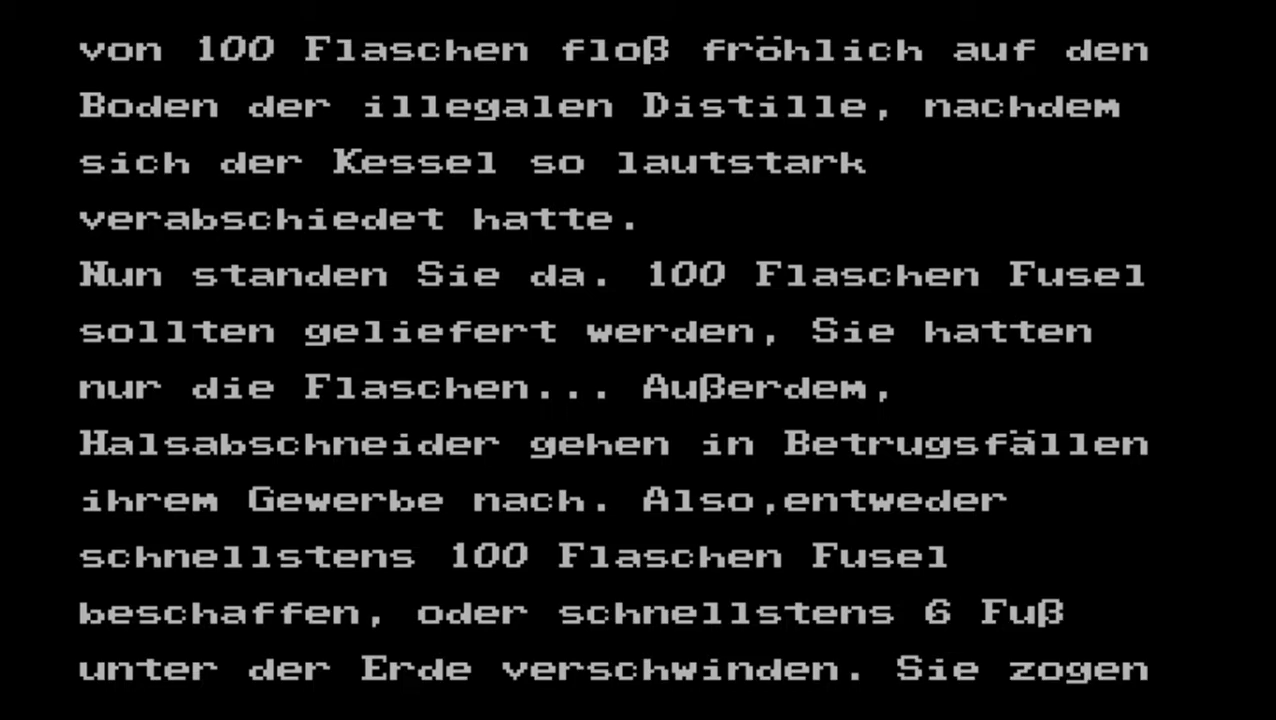 von 100 Flaschen floß fröhlich auf den
Boden der illegalen Distille, nachdem
sich der Kessel so lautstark
verabschiedet hatte.
Nun standen Sie da. 100 Flaschen Fusel
sollten geliefert werden, Sie hatten
nur die Flaschen... Außerdem,
Halsabschneider gehen in Betrugsfällen
ihrem Gewerbe nach. Also,entweder
schnellstens 100 Flaschen Fusel
beschaffen, oder schnellstens 6 Fuß
unter der Erde verschwinden. Sie zogen